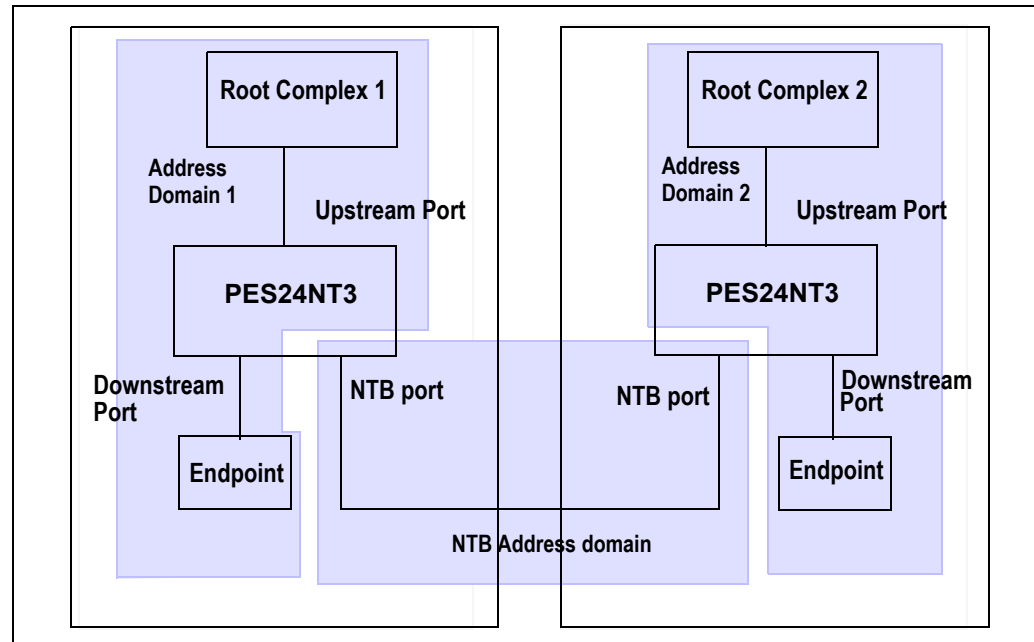 Root Complex 1
Address
Domain 1
Upstream Port
PES24NT3
Downstream
Port
NTB port
Endpoint
Root Complex 2
Address
Domain 2
Upstream Port
PES24NT3
NTB port
Downstream
Port
Endpoint
NTB Address domain